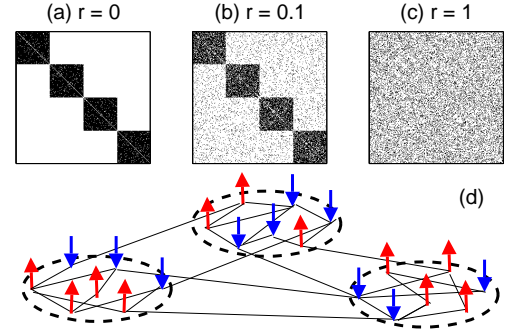 (a) r = 0
(b) r = 0.1
(c) r = 1
(d)